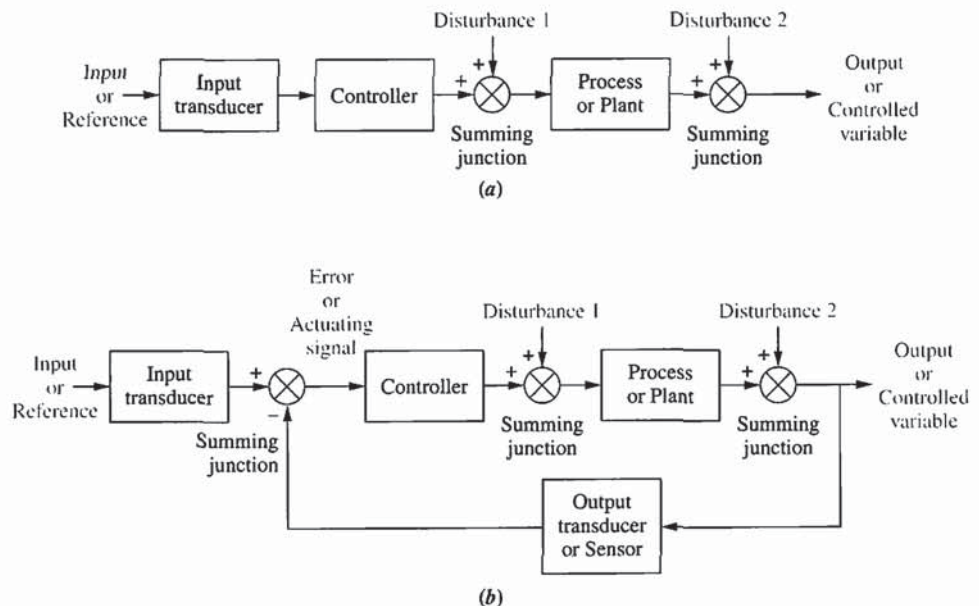 Disturbance 1
Disturbance 2
Input
or
Reference
Input
transducer
Controller
+
+
Summing
junction
Process
or Plant
+
+
Summing
junction
Output
or
Controlled
variable
(a)
Error
or
Actuating
signal
Disturbance 1
Disturbance 2
Input
or
Reference
Input
transducer
+
−
Summing
junction
Controller
+
+
Summing
junction
Process
or Plant
+
+
Summing
junction
Output
or
Controlled
variable
Output
transducer
or Sensor
(b)